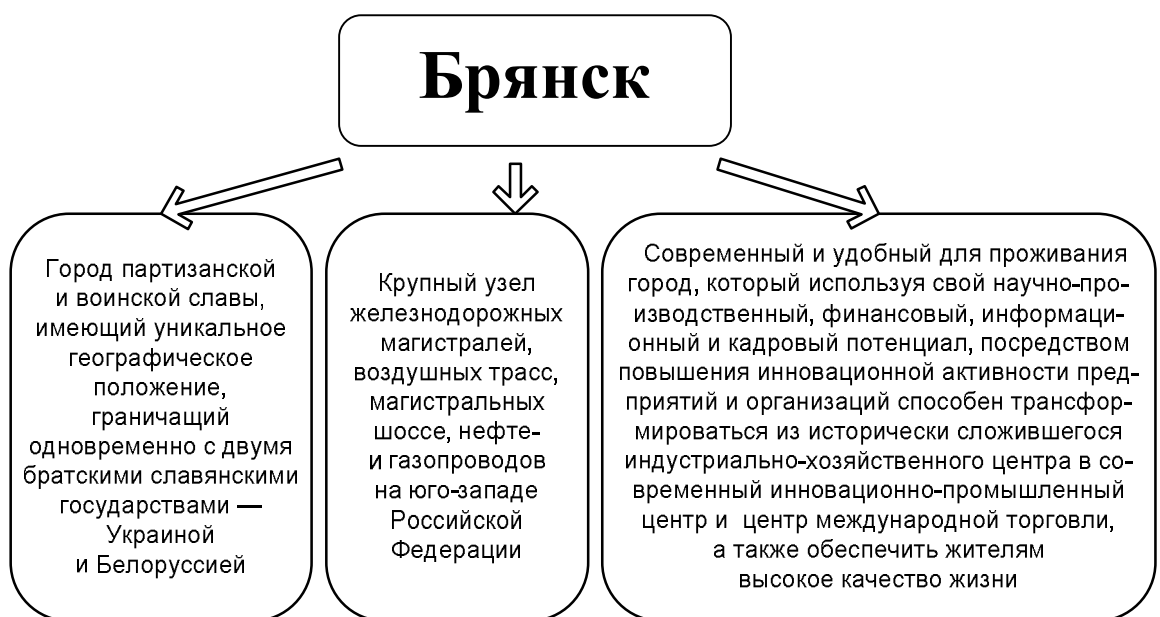 Брянск
Город партизанской
и воинской славы,
имеющий уникальное
географическое
положение,
граничащий
одновременно с двумя
братскими славянскими
государствами —
Украиной
и Белоруссией
Крупный узел
железнодорожных
магистралей,
воздушных трасс,
магистральных
шоссе, нефте-
и газопроводов
на юго-западе
Российской
Федерации
Современный и удобный для проживания
город, который используя свой научно-про-
изводственный, финансовый, информаци-
онный и кадровый потенциал, посредством
повышения инновационной активности пред-
приятий и организаций способен трансфор-
мироваться из исторически сложившегося
индустриально-хозяйственного центра в со-
временный инновационно-промышленный
центр и центр международной торговли,
а также обеспечить жителям
высокое качество жизни